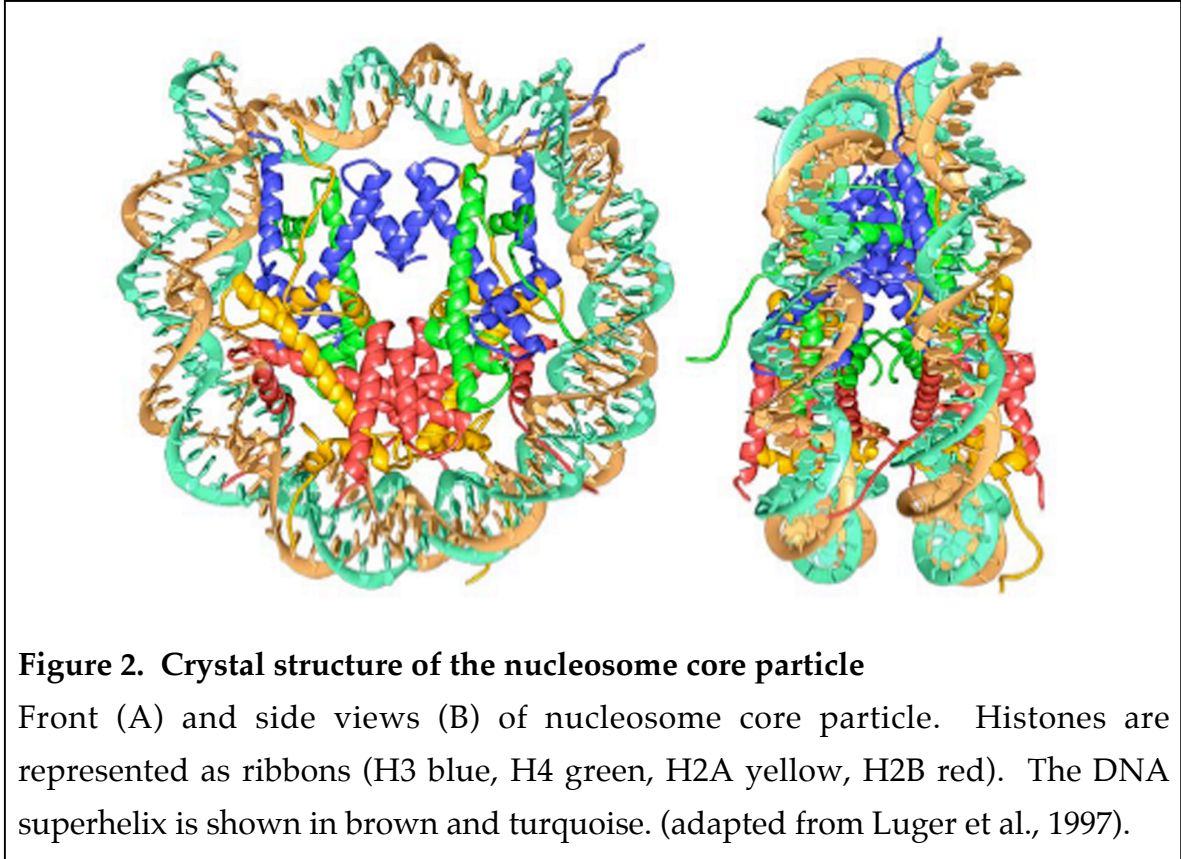 Figure 2. Crystal structure of the nucleosome core particle
Front (A) and side views (B) of nucleosome core particle. Histones are
represented as ribbons (H3 blue, H4 green, H2A yellow, H2B red). The DNA
superhelix is shown in brown and turquoise. (adapted from Luger et al., 1997).